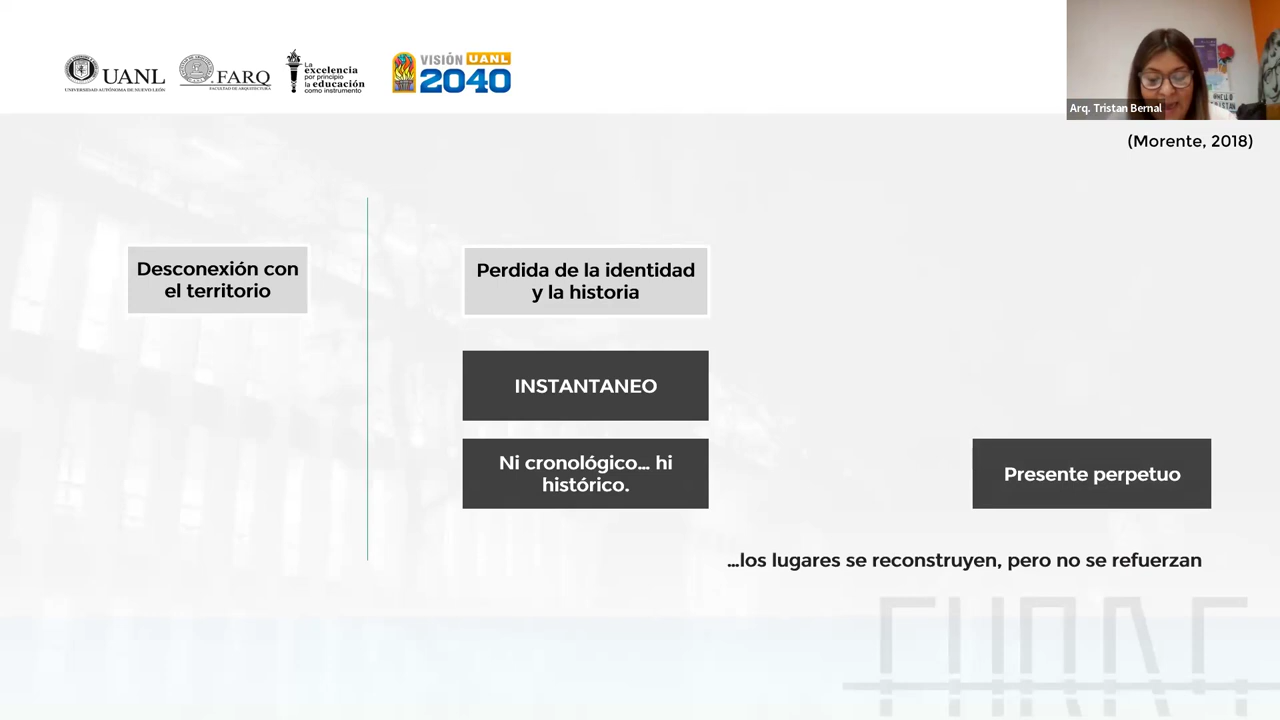 UANL
UNIVERSIDAD AUTÓNOMA DE NUEVO LEÓN
FARQ
FACULTAD DE ARQUITECTURA
La
excelencia
por principio
la educación
como instrumento
VISIÓN UANL
2040
Arq. Tristan Bernal
(Morente, 2018)
Desconexión con
el territorio
Perdida de la identidad
y la historia
INSTANTANEO
Ni cronológico... hi
histórico.
Presente perpetuo
...los lugares se reconstruyen, pero no se refuerzan